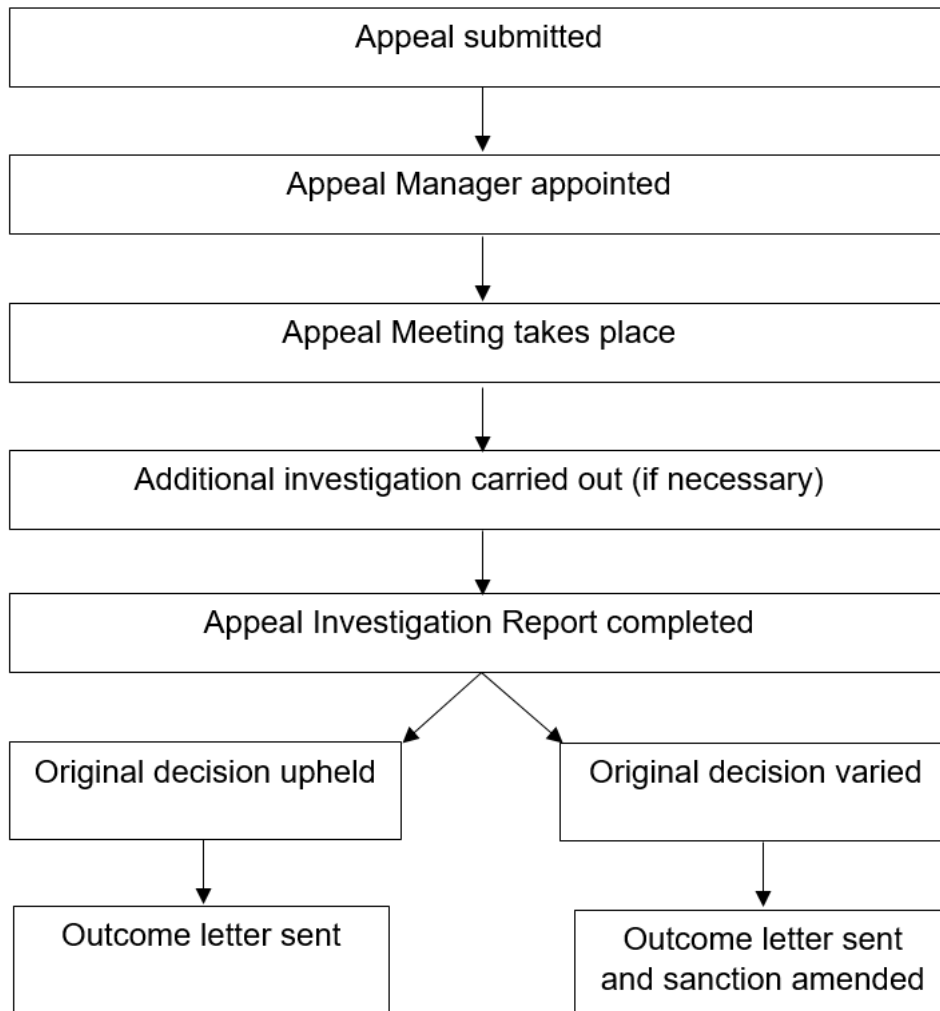 Appeal submitted
Appeal Manager appointed
Appeal Meeting takes place
Additional investigation carried out (if necessary)
Appeal Investigation Report completed
Original decision upheld
Original decision varied
Outcome letter sent
Outcome letter sent
and sanction amended